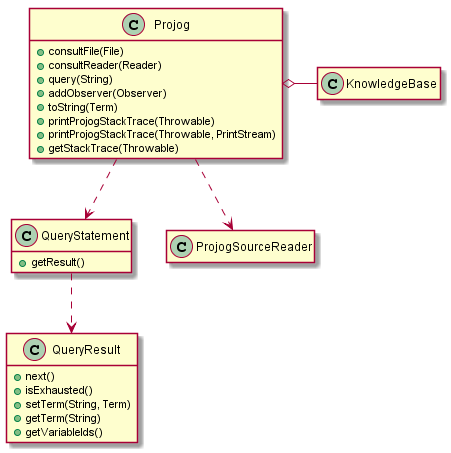 C Projog
consultFile(File)
consultReader(Reader)
query(String)
addObserver(Observer)
toString(Term)
printProjogStackTrace(Throwable)
printProjogStackTrace(Throwable, PrintStream)
getStackTrace(Throwable)
C KnowledgeBase
C QueryStatement
getResult()
C ProjogSourceReader
C QueryResult
next()
isExhausted()
setTerm(String, Term)
getTerm(String)
getVariableIds()